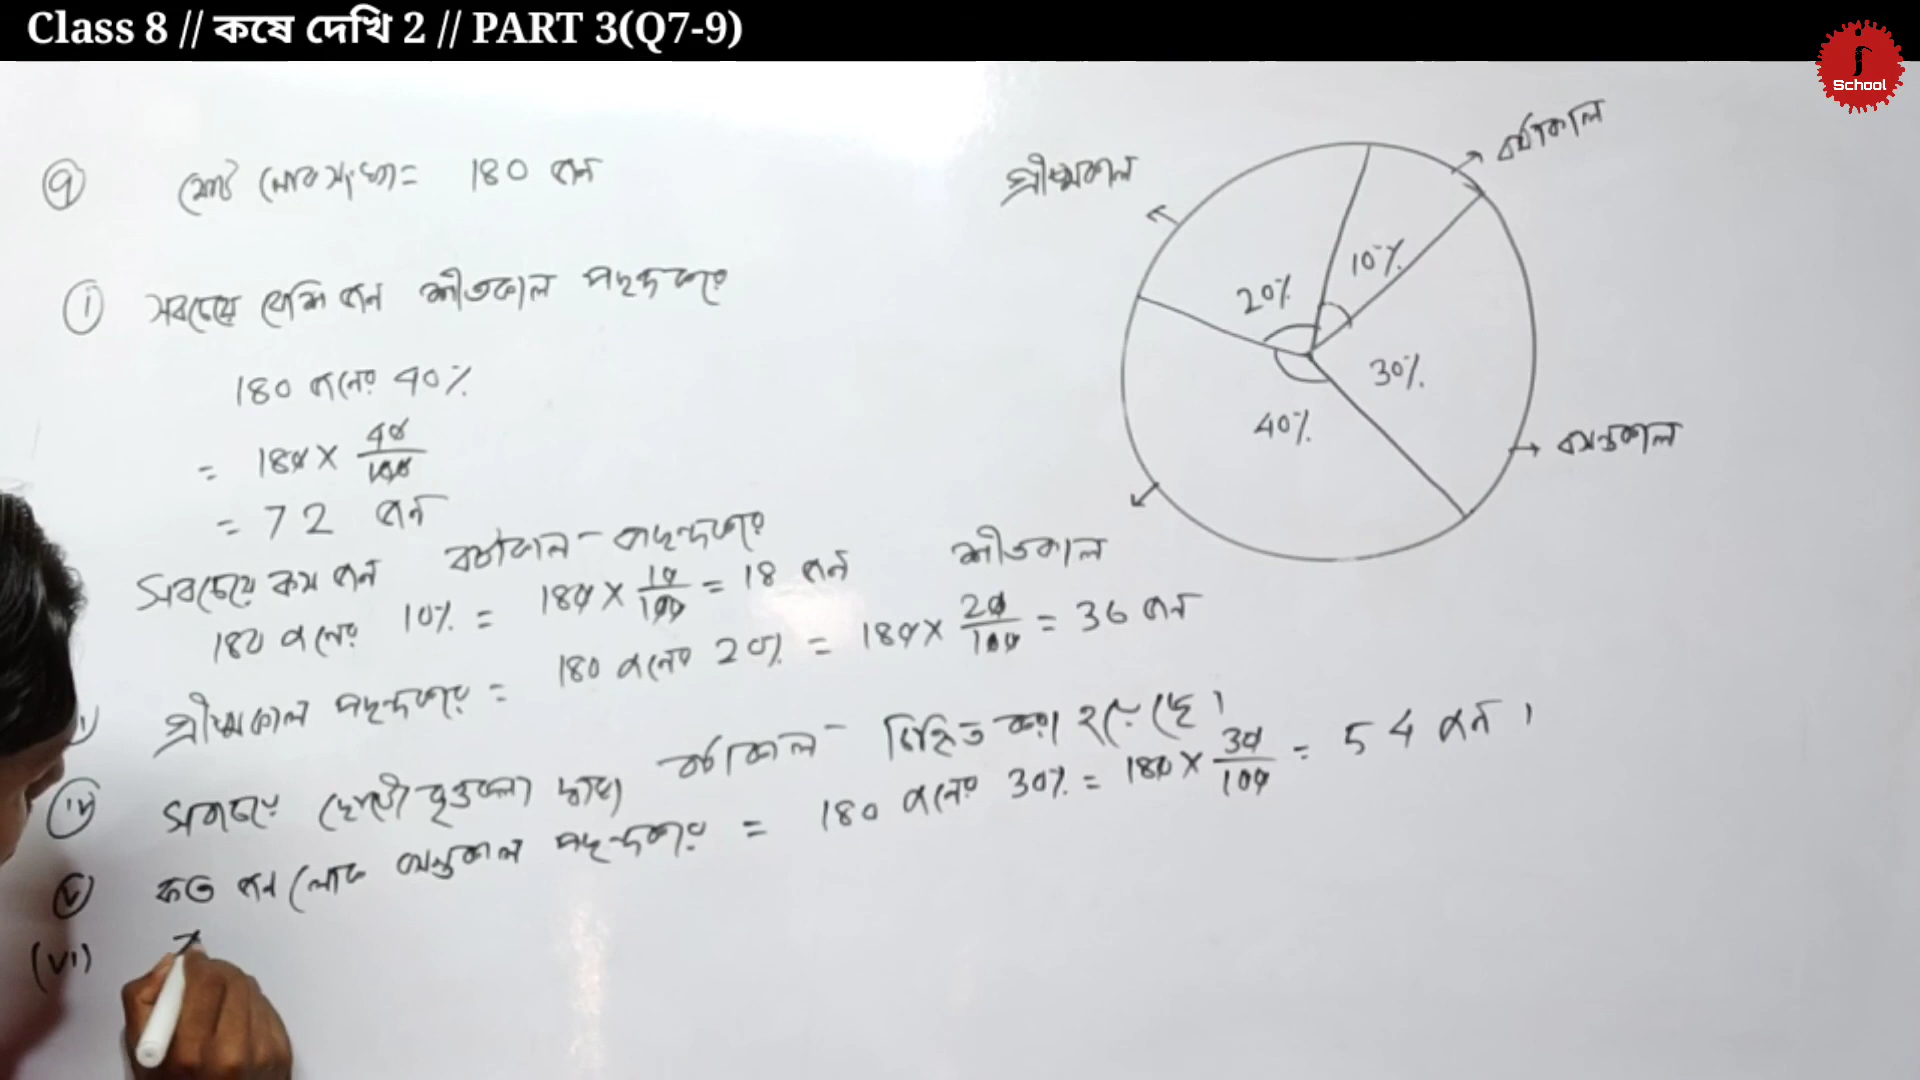 Class 8 // কষে দেখি 2 // PART 3(Q7-9)
School
৭ মোট লোকসংখ্যা = 180 জন
i সবচেয়ে বেশি জন শীতকাল পছন্দ করে
180 জনের 40%
= 180 × 40/100
= 72 জন
সবচেয়ে কম জন বর্ষাকাল পছন্দ করে
180 জনের 10% = 180 × 10/100 = 18 জন
গ্রীষ্মকাল পছন্দ করে = 180 জনের 20% = 180 × 20/100 = 36 জন
iv সবচেয়ে ছোটো বৃত্তকলা দ্বারা বর্ষাকাল চিহ্নিত করা হয়েছে।
v কত জন লোক বসন্তকাল পছন্দ করে = 180 জনের 30% = 180 × 30/100 = 54 জন।
(vi)
গ্রীষ্মকাল
বর্ষাকাল
20%
10%
30%
40%
বসন্তকাল
শীতকাল